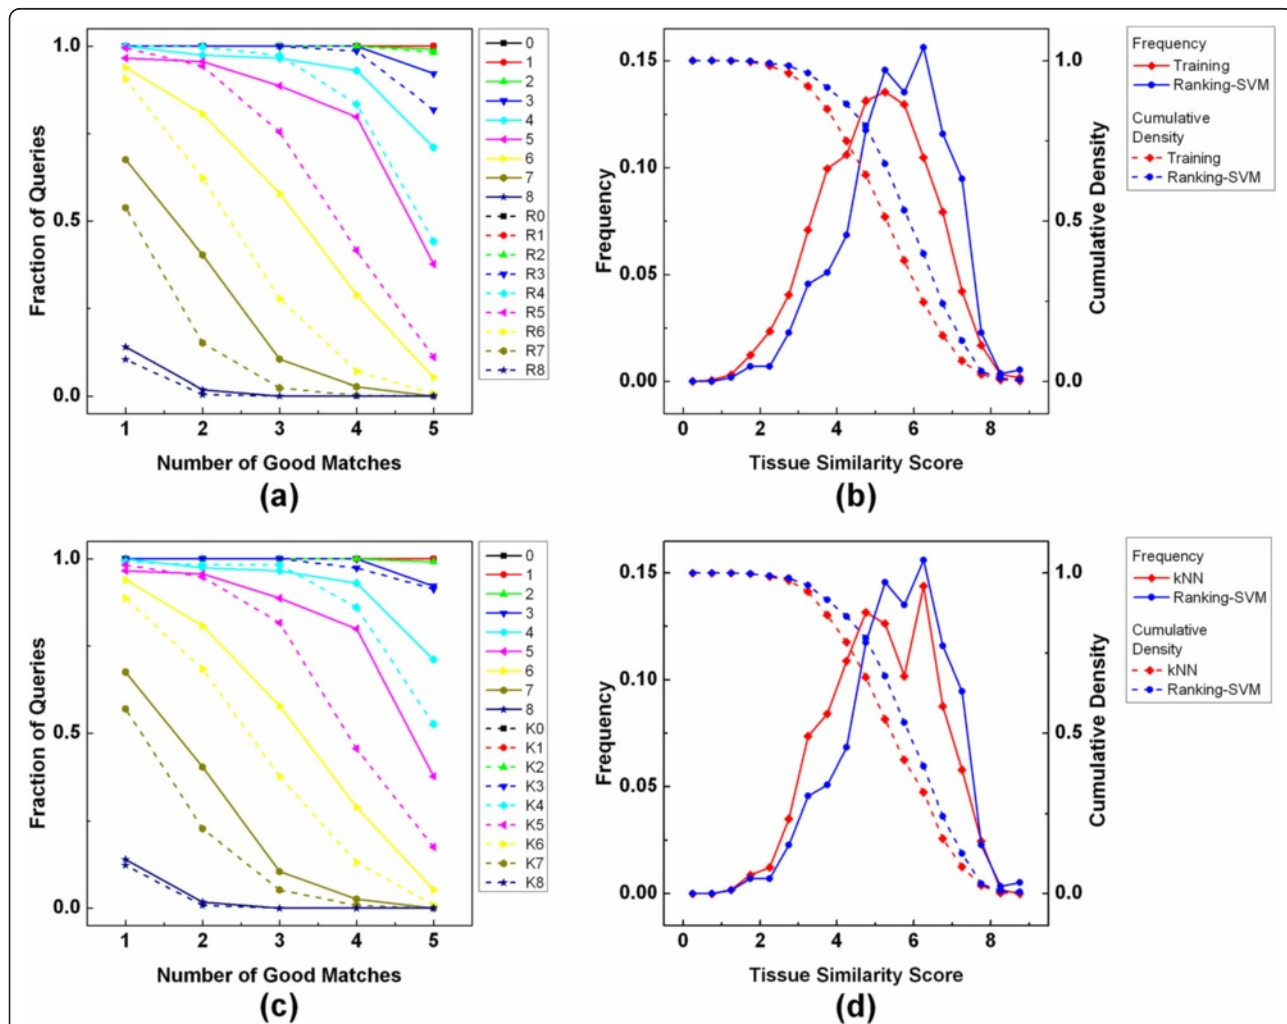 1.0
0.5
0.0
Fraction of Queries
1 2 3 4 5
Number of Good Matches
(a)
0
1
2
3
4
5
6
7
8
R0
R1
R2
R3
R4
R5
R6
R7
R8
0.15
0.10
0.05
0.00
Frequency
0 2 4 6 8
Tissue Similarity Score
(b)
1.0
0.5
0.0
Cumulative Density
Frequency
Training
Ranking-SVM
Cumulative
Density
Training
Ranking-SVM
1.0
0.5
0.0
Fraction of Queries
1 2 3 4 5
Number of Good Matches
(c)
0
1
2
3
4
5
6
7
8
K0
K1
K2
K3
K4
K5
K6
K7
K8
0.15
0.10
0.05
0.00
Frequency
0 2 4 6 8
Tissue Similarity Score
(d)
1.0
0.5
0.0
Cumulative Density
Frequency
kNN
Ranking-SVM
Cumulative
Density
kNN
Ranking-SVM